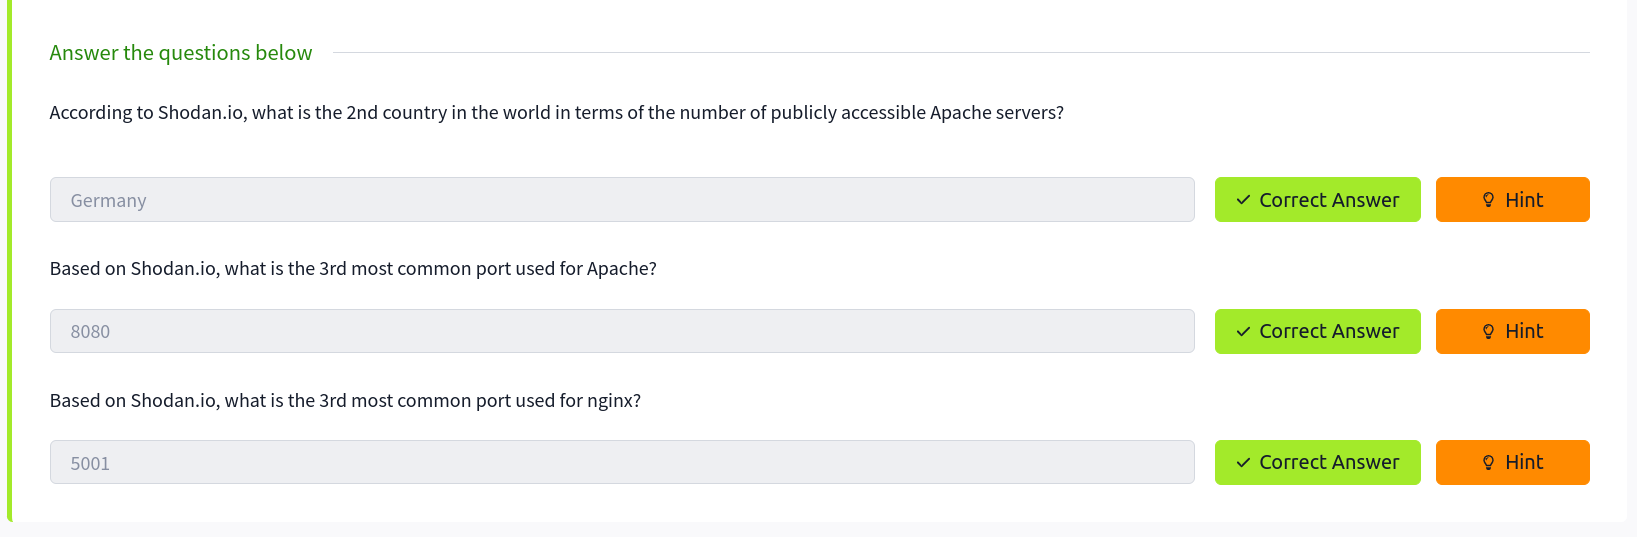 Answer the questions below
According to Shodan.io, what is the 2nd country in the world in terms of the number of publicly accessible Apache servers?
Germany
Correct Answer
Hint
Based on Shodan.io, what is the 3rd most common port used for Apache?
8080
Correct Answer
Hint
Based on Shodan.io, what is the 3rd most common port used for nginx?
5001
Correct Answer
Hint